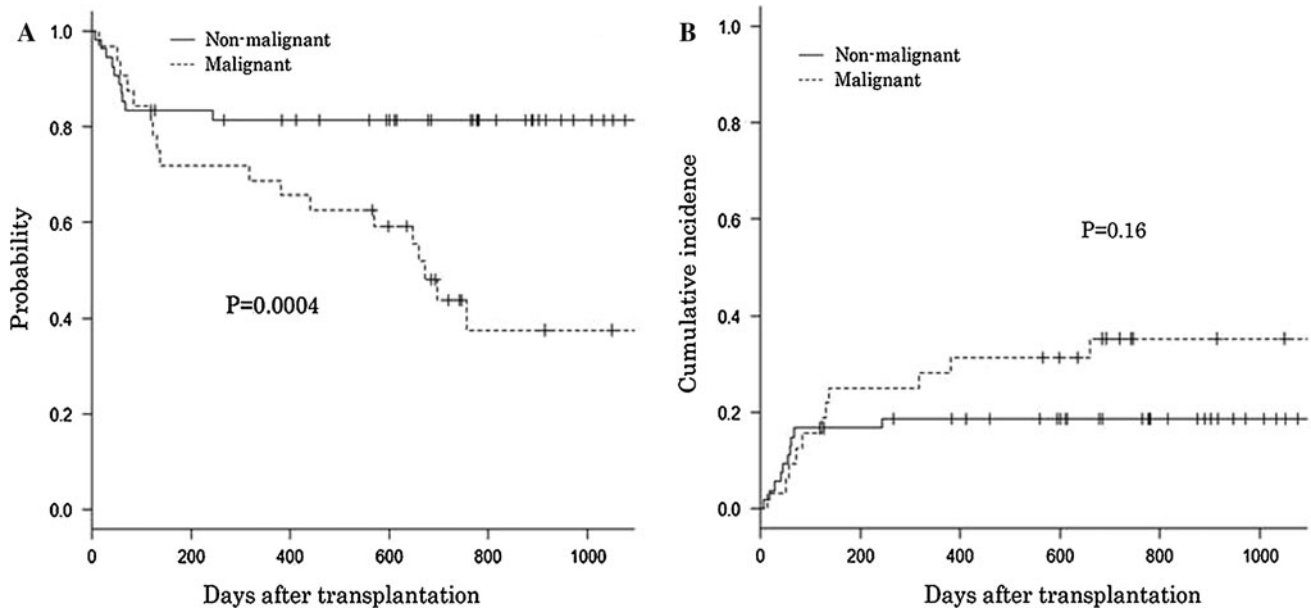 A
Non-malignant
Malignant
Probability
1.0
0.8
0.6
0.4
0.2
0.0
P=0.0004
0 200 400 600 800 1000
Days after transplantation
B
Non-malignant
Malignant
Cumulative incidence
1.0
0.8
0.6
0.4
0.2
0.0
P=0.16
0 200 400 600 800 1000
Days after transplantation